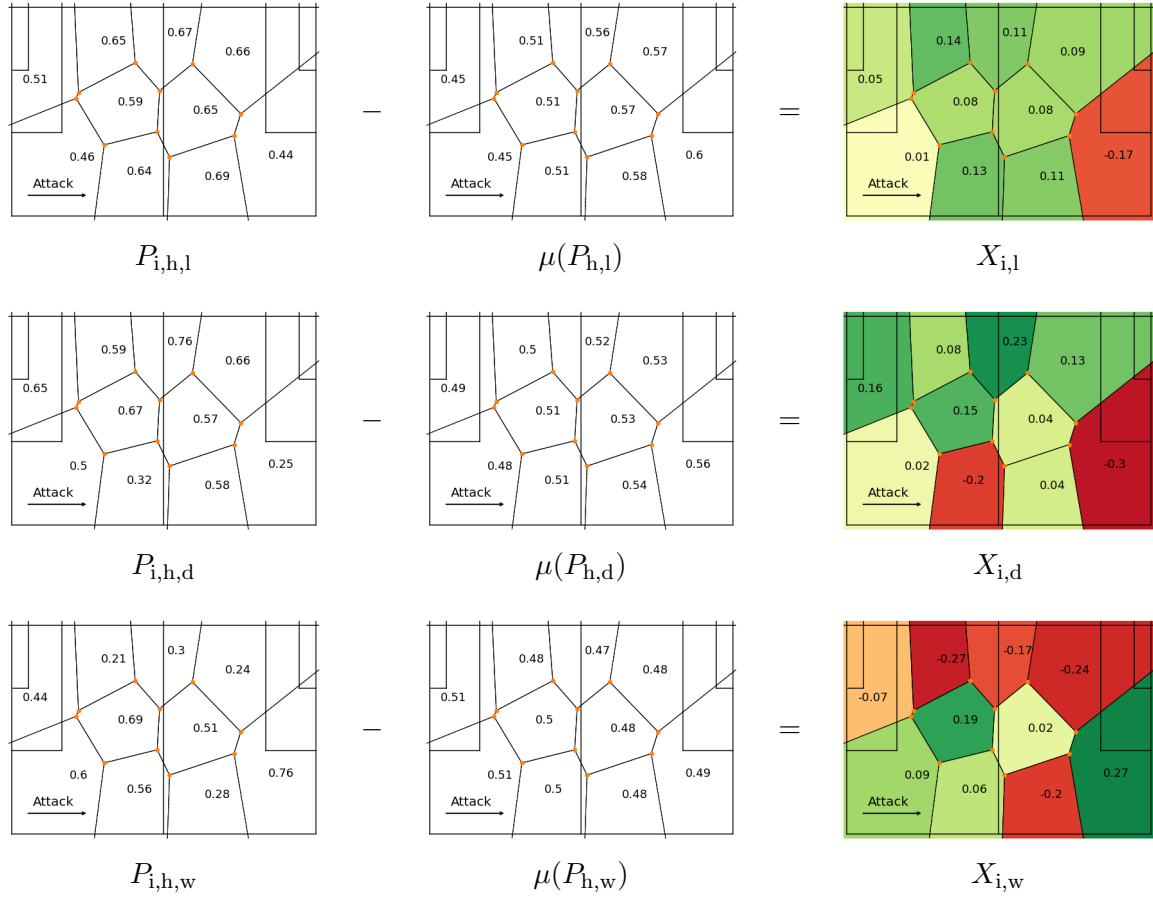 0.65 0.67 0.66 0.51 0.59 0.65 0.46 0.64 0.69 0.44
Attack
−
0.51 0.56 0.57 0.45 0.51 0.57 0.45 0.51 0.58 0.6
Attack
=
0.14 0.11 0.09 0.05 0.08 0.08 0.01 0.13 0.11 -0.17
Attack
P_{i,h,l}
μ(P_{h,l})
X_{i,l}
0.59 0.76 0.66 0.65 0.67 0.57 0.5 0.32 0.58 0.25
Attack
−
0.5 0.52 0.53 0.49 0.51 0.53 0.48 0.51 0.54 0.56
Attack
=
0.08 0.23 0.13 0.16 0.15 0.04 0.02 -0.2 0.04 -0.3
Attack
P_{i,h,d}
μ(P_{h,d})
X_{i,d}
0.21 0.3 0.24 0.44 0.69 0.51 0.6 0.56 0.28 0.76
Attack
−
0.48 0.47 0.48 0.51 0.5 0.48 0.51 0.5 0.48 0.49
Attack
=
-0.27 -0.17 -0.24 -0.07 0.19 0.02 0.09 0.06 -0.2 0.27
Attack
P_{i,h,w}
μ(P_{h,w})
X_{i,w}